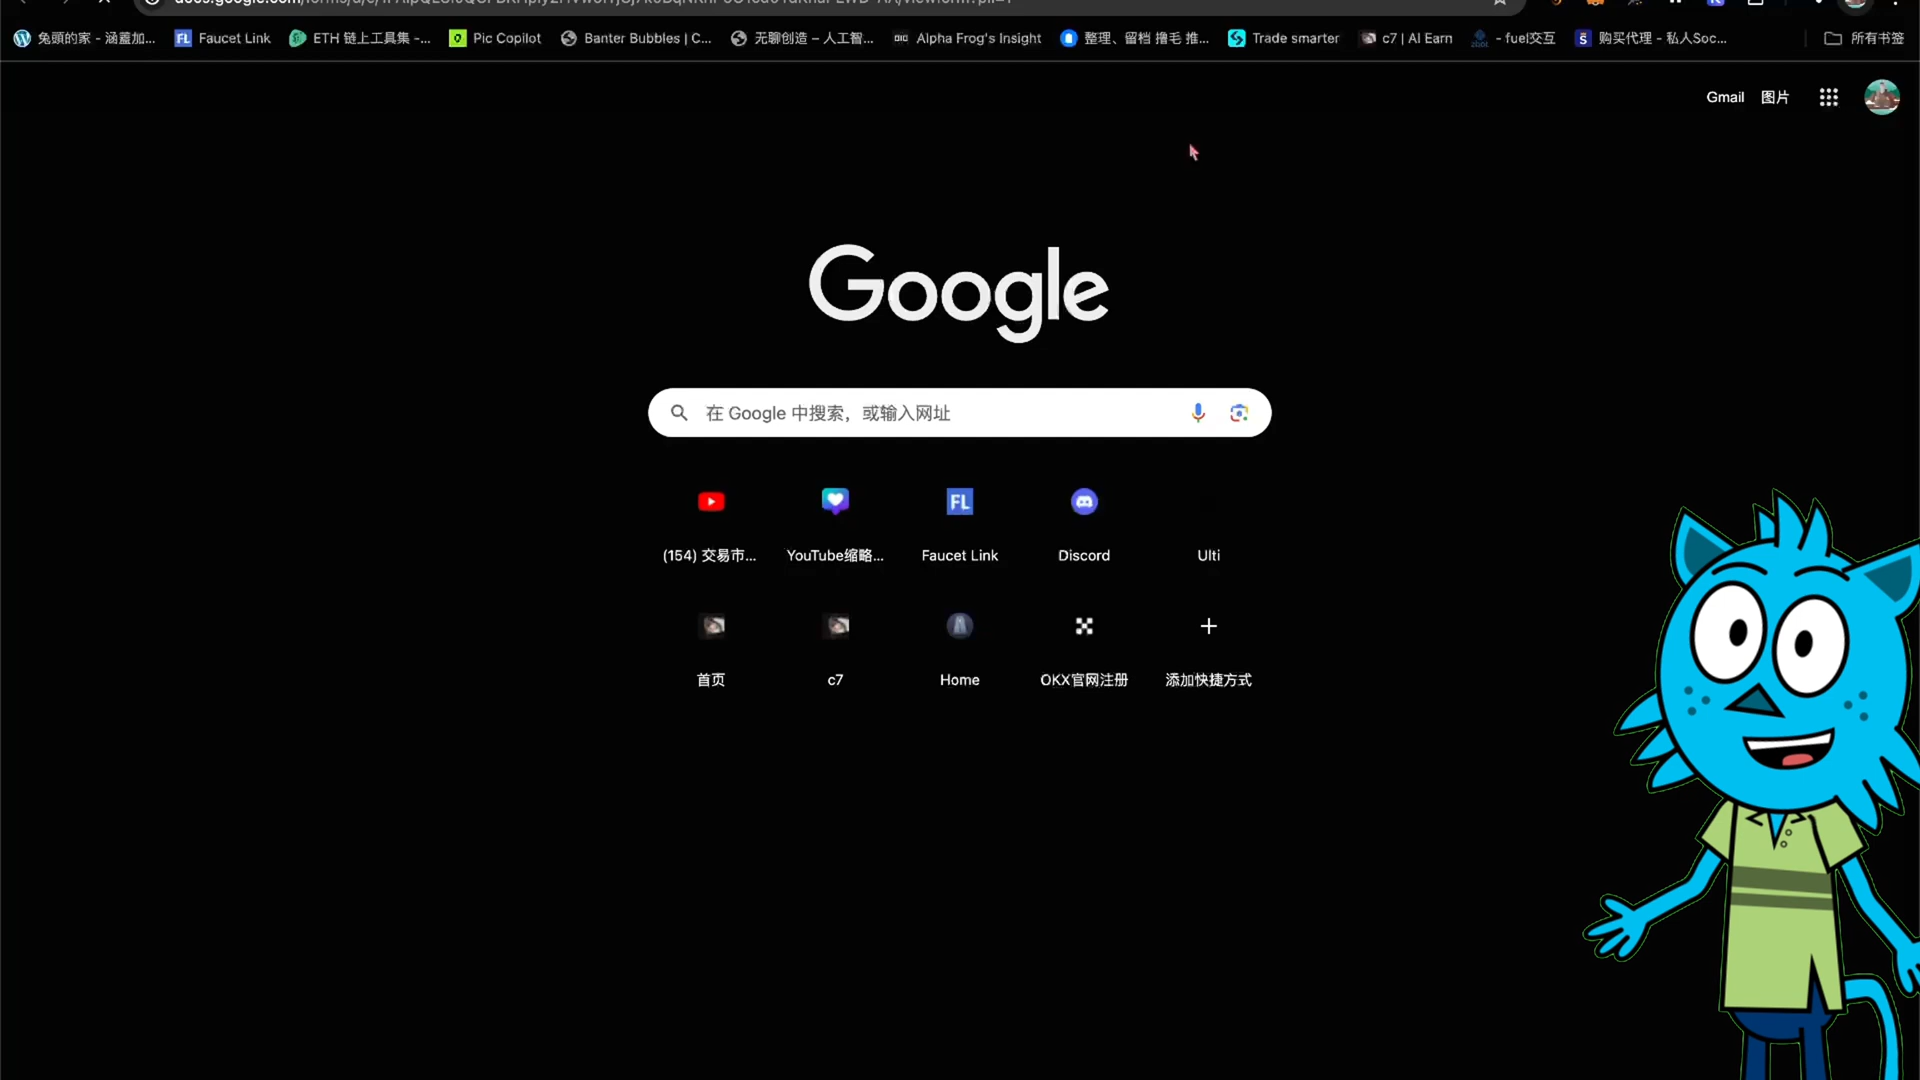 兔頭的家 - 涵蓋加...
FL Faucet Link
ETH 链上工具集 -...
Pic Copilot
Banter Bubbles | C...
无聊创造 – 人工智...
Alpha Frog's Insight
整理、留档 撸毛 推...
Trade smarter
c7 | AI Earn
- fuel交互
S 购买代理 - 私人Soc...
所有书签
Gmail 图片
Google
在 Google 中搜索，或输入网址
FL
(154) 交易市... YouTube缩略... Faucet Link Discord Ulti
首页 c7 Home OKX官网注册 添加快捷方式